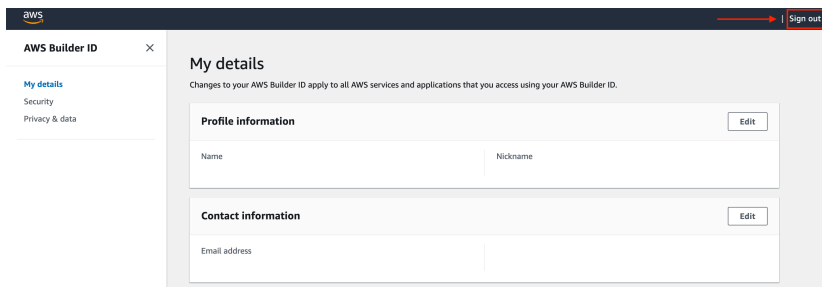 aws
| Sign out
AWS Builder ID
My details
Security
Privacy & data
My details
Changes to your AWS Builder ID apply to all AWS services and applications that you access using your AWS Builder ID.
Profile information
Edit
Name
Nickname
Contact information
Edit
Email address